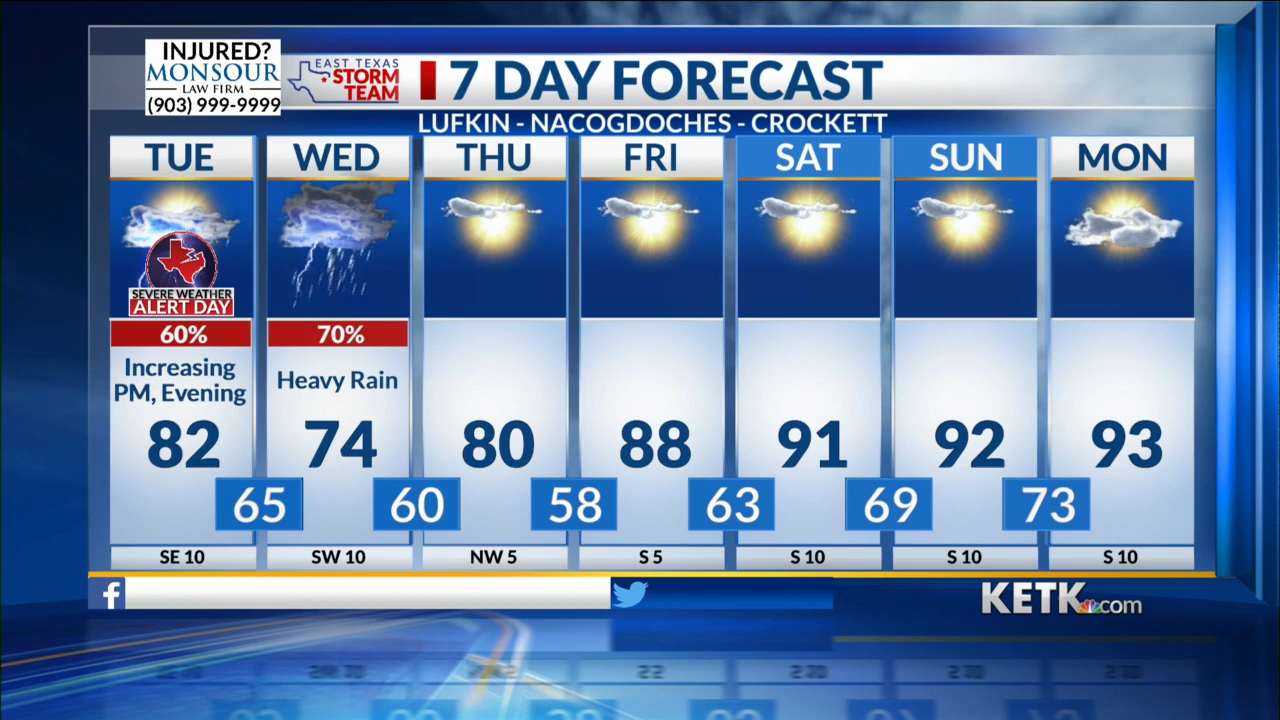 INJURED?
MONSOUR
LAW FIRM
(903) 999-9999
EAST TEXAS
STORM
TEAM
7 DAY FORECAST
LUFKIN - NACOGDOCHES - CROCKETT
TUE WED THU FRI SAT SUN MON
SEVERE WEATHER
ALERT DAY
60% 70%
Increasing
PM, Evening
Heavy Rain
82 74 80 88 91 92 93
65 60 58 63 69 73
SE 10 SW 10 NW 5 S 5 S 10 S 10 S 10
f
KETK.com